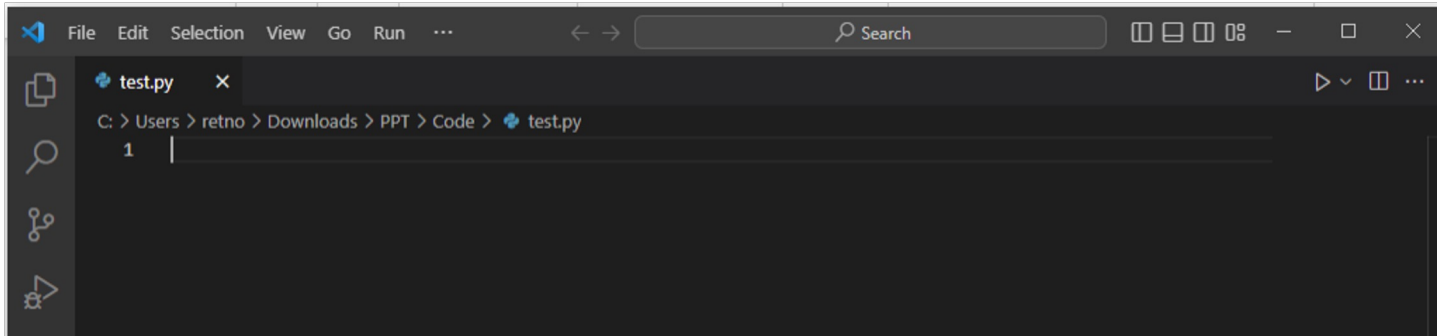 File Edit Selection View Go Run ··· Search
test.py
C: > Users > retno > Downloads > PPT > Code > test.py
1